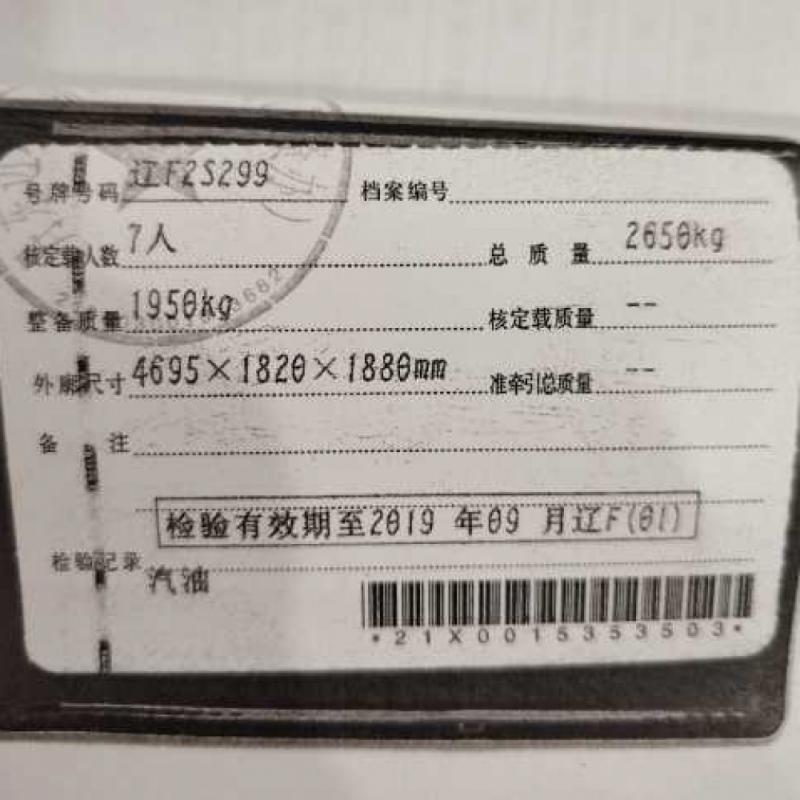 号牌号码 辽F2S299 档案编号
核定载人数 7人 总质量 2650kg
整备质量 1950kg 核定载质量 --
外廓尺寸 4695×1820×1880mm 准牵引总质量 --
备注
检验有效期至2019年09月辽F(01)
检验记录
汽油
*21X0015353503*